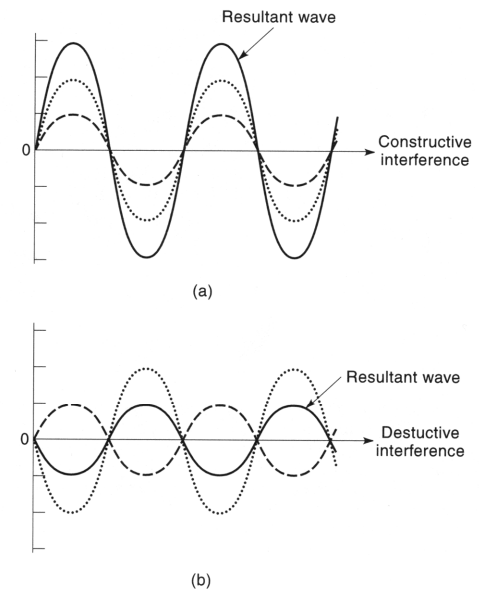 Resultant wave
0
Constructive
interference
(a)
Resultant wave
0
Destuctive
interference
(b)